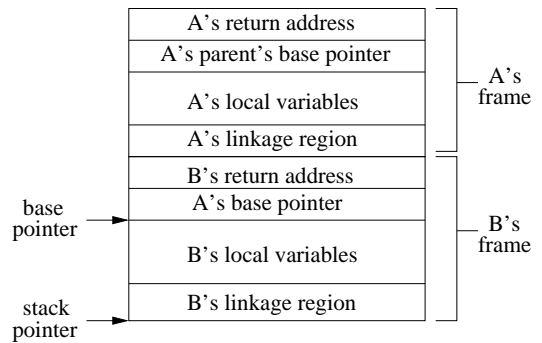 A's return address
A's parent's base pointer
A's local variables
A's linkage region
A's
frame
B's return address
A's base pointer
B's local variables
B's linkage region
B's
frame
base
pointer
stack
pointer